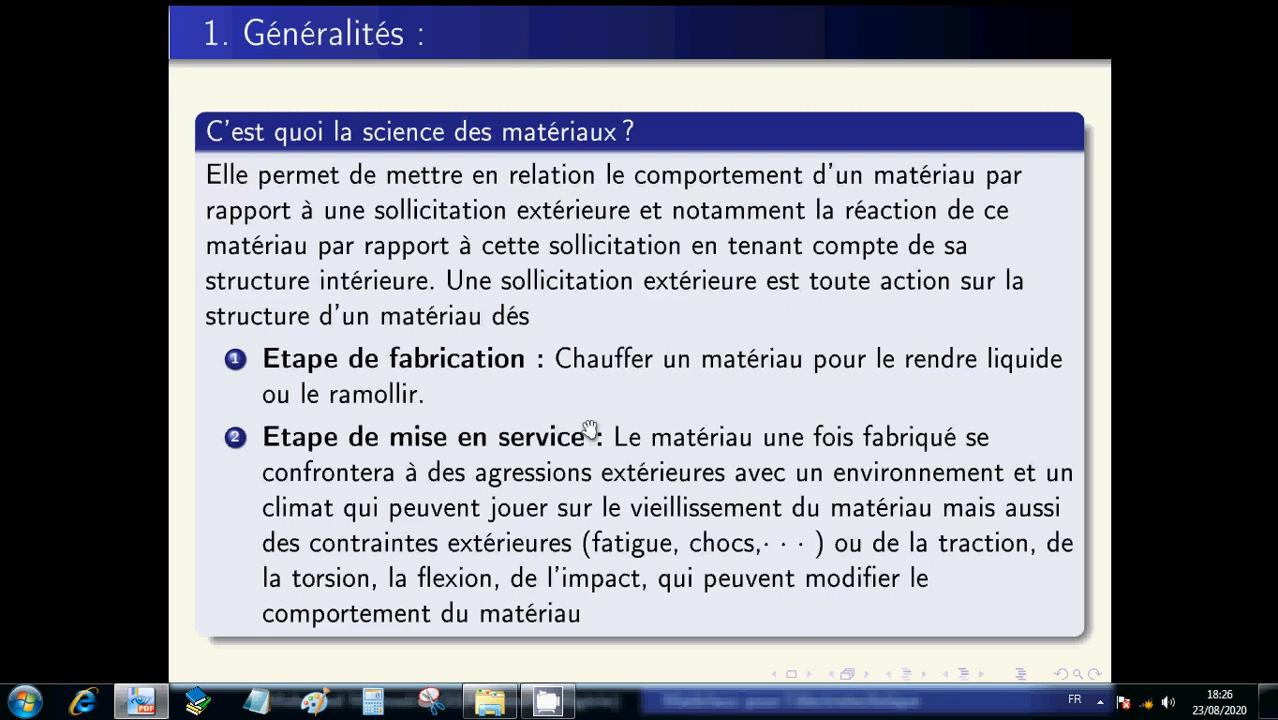 1. Généralités :
C'est quoi la science des matériaux ?
Elle permet de mettre en relation le comportement d'un matériau par
rapport à une sollicitation extérieure et notamment la réaction de ce
matériau par rapport à cette sollicitation en tenant compte de sa
structure intérieure. Une sollicitation extérieure est toute action sur la
structure d'un matériau dés
1 Etape de fabrication : Chauffer un matériau pour le rendre liquide
ou le ramollir.
2 Etape de mise en service : Le matériau une fois fabriqué se
confrontera à des agressions extérieures avec un environnement et un
climat qui peuvent jouer sur le vieillissement du matériau mais aussi
des contraintes extérieures (fatigue, chocs,· · · ) ou de la traction, de
la torsion, la flexion, de l'impact, qui peuvent modifier le
comportement du matériau
PDF
FR
18:26
23/08/2020